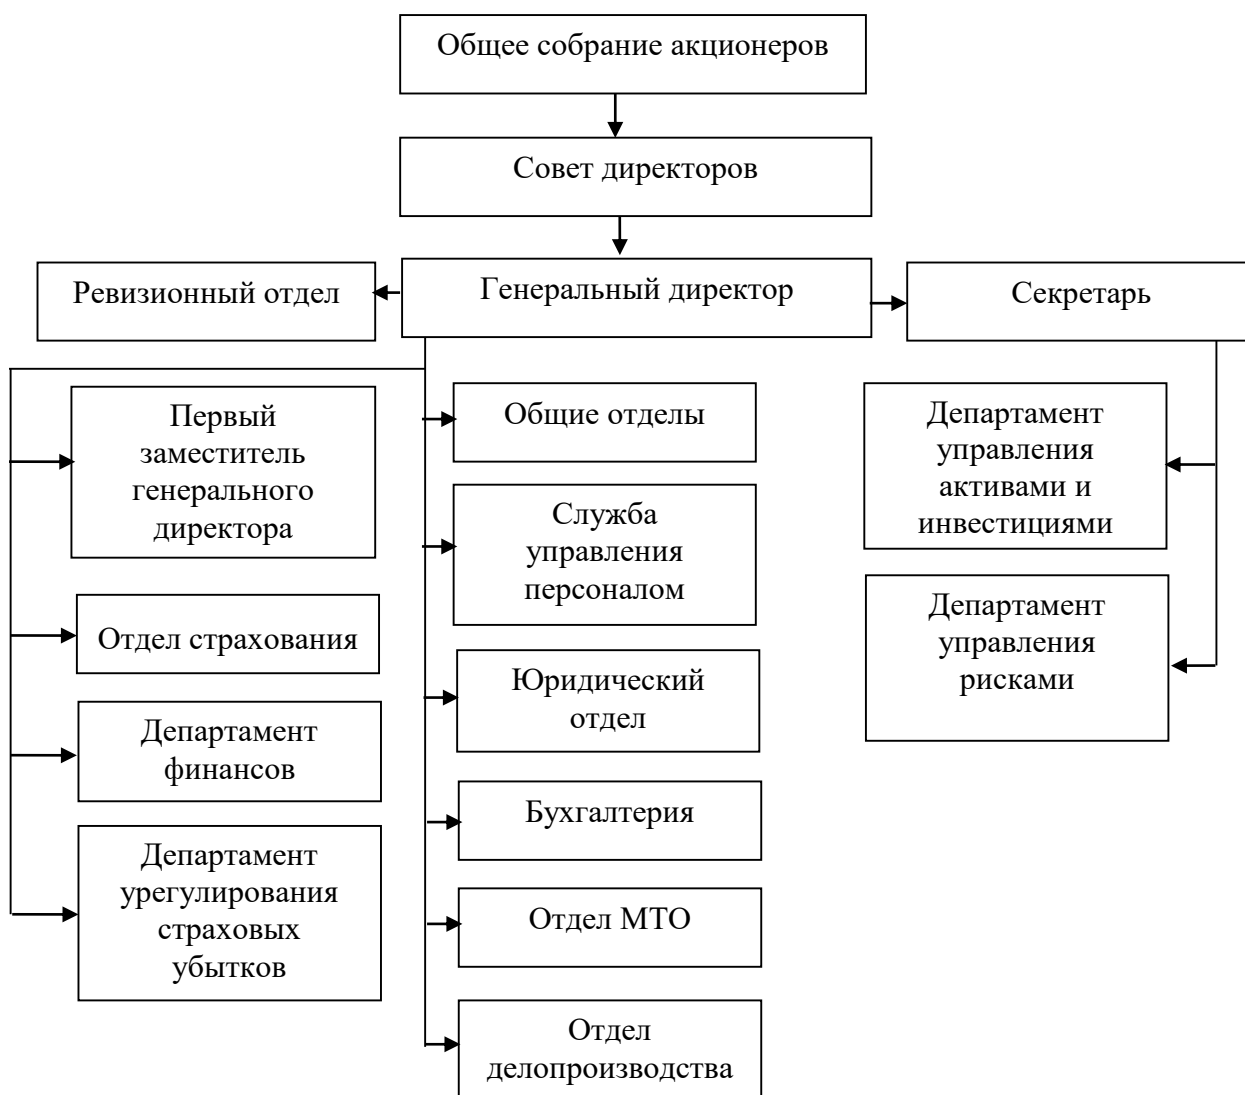 Общее собрание акционеров
Совет директоров
Ревизионный отдел
Генеральный директор
Секретарь
Первый
заместитель
генерального
директора
Отдел страхования
Департамент
финансов
Департамент
урегулирования
страховых
убытков
Общие отделы
Служба
управления
персоналом
Юридический
отдел
Бухгалтерия
Отдел МТО
Отдел
делопроизводства
Департамент
управления
активами и
инвестициями
Департамент
управления
рисками